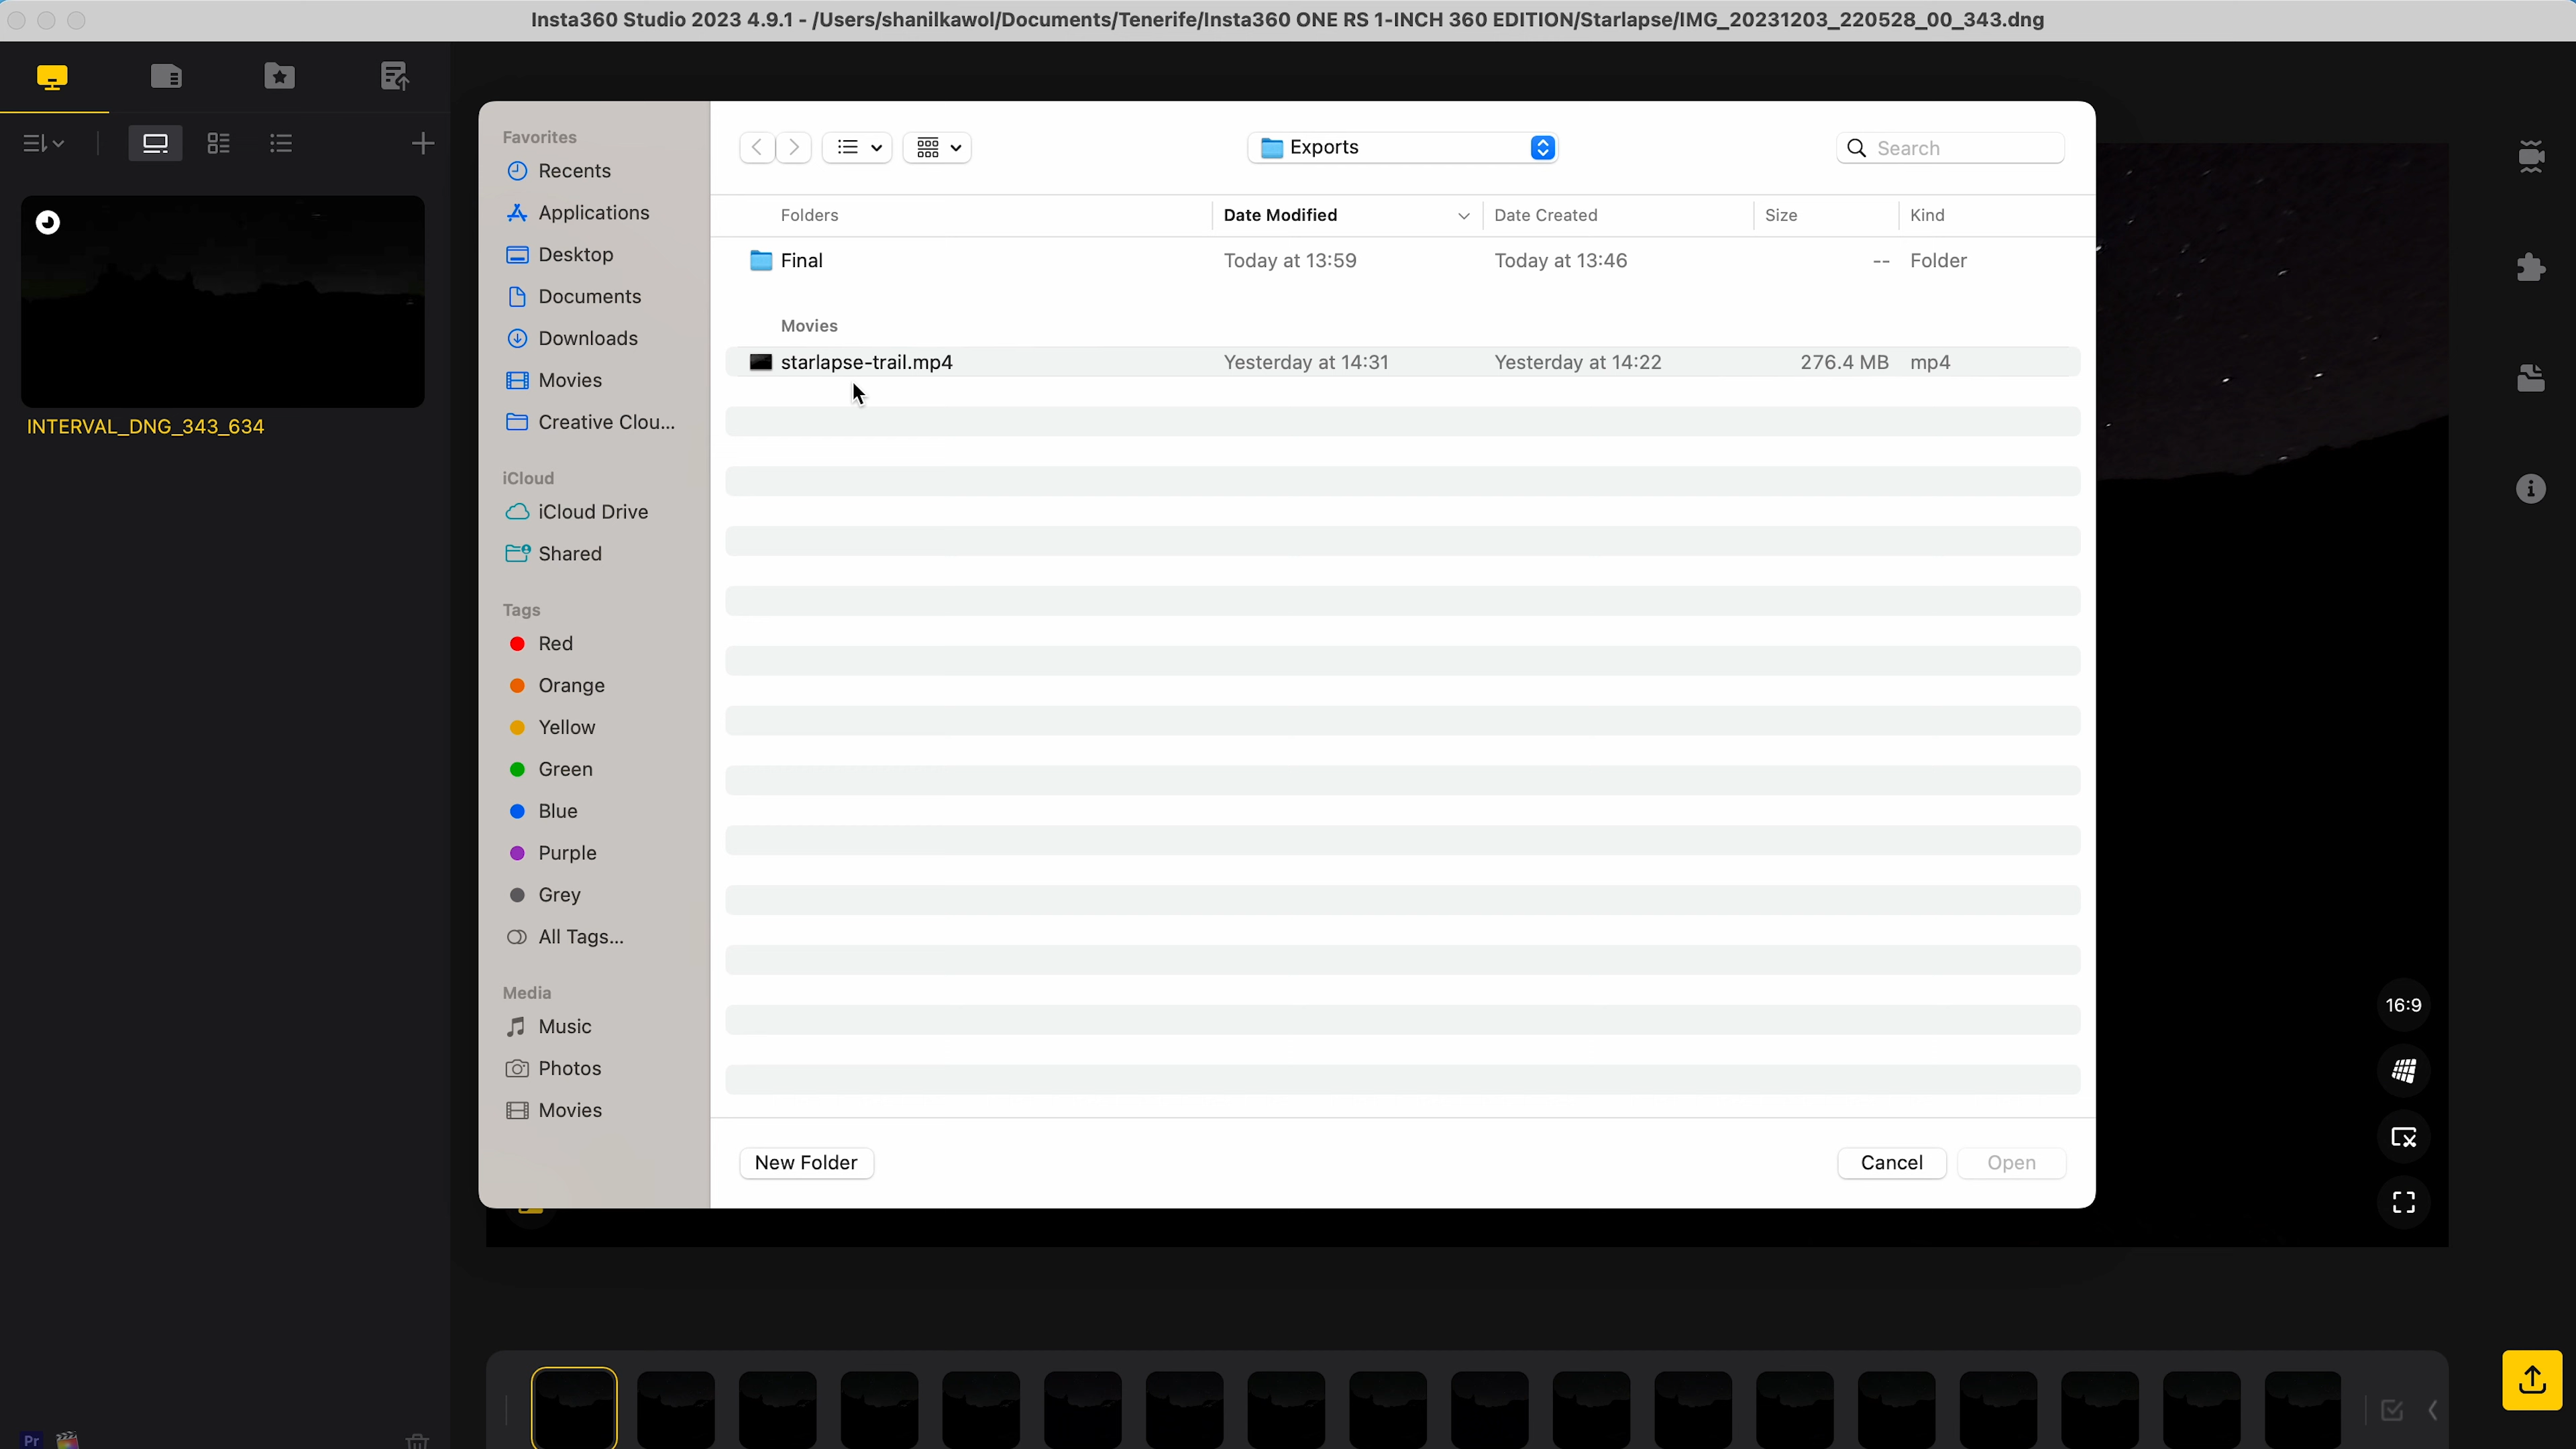 Insta360 Studio 2023 4.9.1 - /Users/shanilkawol/Documents/Tenerife/Insta360 ONE RS 1-INCH 360 EDITION/Starlapse/IMG_20231203_220528_00_343.dng
INTERVAL_DNG_343_634
Favorites
Recents
Applications
Desktop
Documents
Downloads
Movies
Creative Clou...
iCloud
iCloud Drive
Shared
Tags
Red
Orange
Yellow
Green
Blue
Purple
Grey
All Tags...
Media
Music
Photos
Movies
Exports
Search
Folders Date Modified Date Created Size Kind
Final Today at 13:59 Today at 13:46 -- Folder
Movies
starlapse-trail.mp4 Yesterday at 14:31 Yesterday at 14:22 276.4 MB mp4
New Folder Cancel Open
16:9
Pr